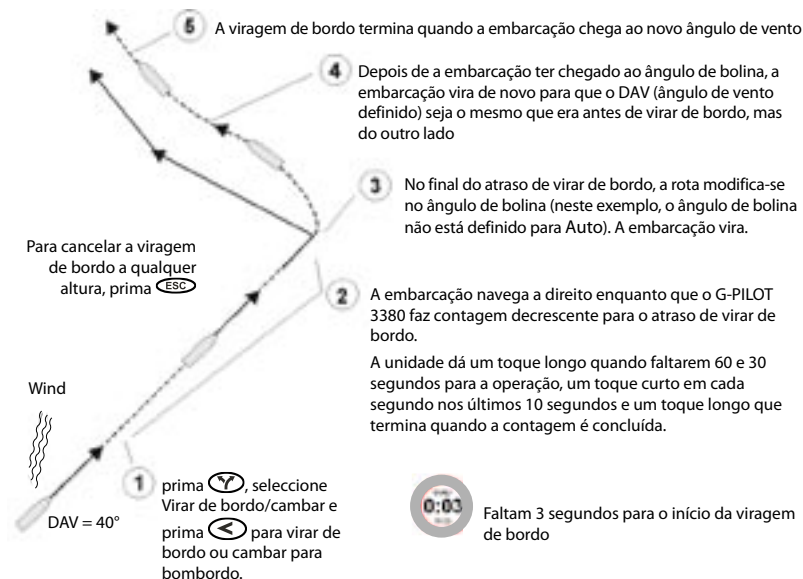 5 A viragem de bordo termina quando a embarcação chega ao novo ângulo de vento
4 Depois de a embarcação ter chegado ao ângulo de bolina, a
embarcação vira de novo para que o DAV (ângulo de vento
definido) seja o mesmo que era antes de virar de bordo, mas
do outro lado
3 No final do atraso de virar de bordo, a rota modifica-se
no ângulo de bolina (neste exemplo, o ângulo de bolina
não está definido para Auto). A embarcação vira.
Para cancelar a viragem
de bordo a qualquer
altura, prima ESC
2 A embarcação navega a direito enquanto que o G-PILOT
3380 faz contagem decrescente para o atraso de virar de
bordo.
A unidade dá um toque longo quando faltarem 60 e 30
segundos para a operação, um toque curto em cada
segundo nos últimos 10 segundos e um toque longo que
termina quando a contagem é concluída.
Wind
DAV = 40°
1 prima , seleccione
Virar de bordo/cambar e
prima < para virar de
bordo ou cambar para
bombordo.
0:03
Faltam 3 segundos para o início da viragem
de bordo